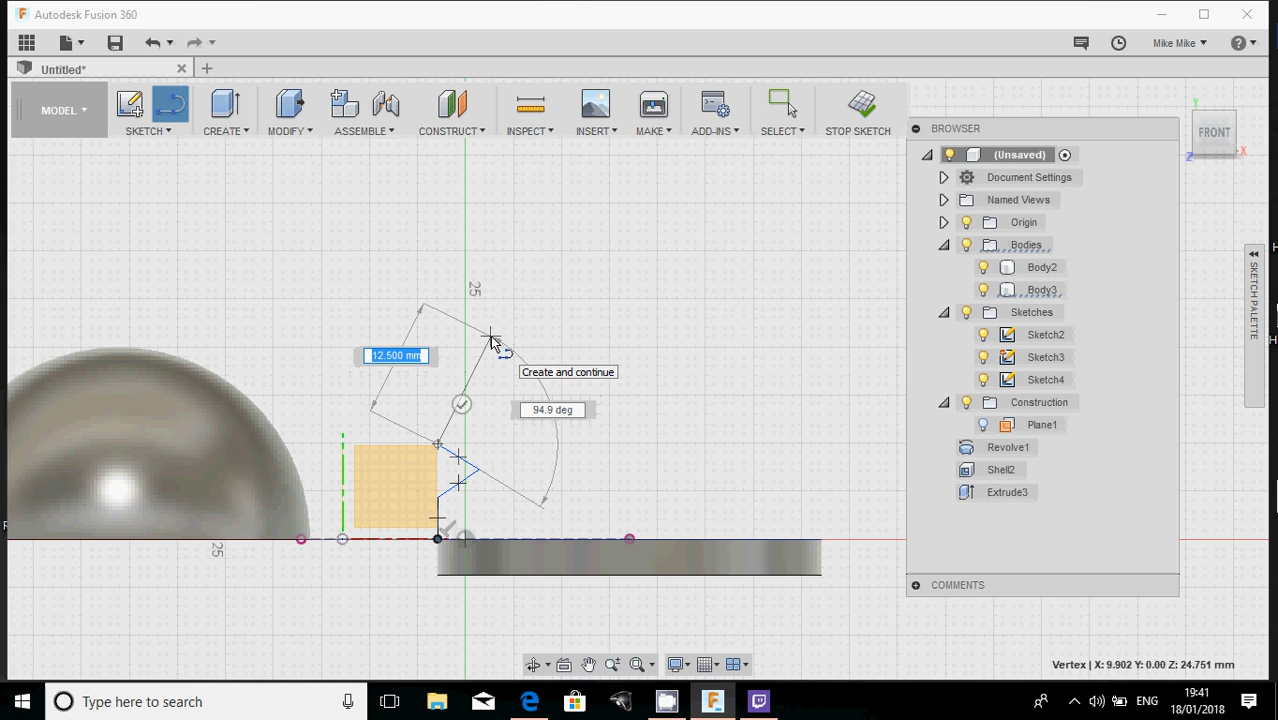 Autodesk Fusion 360
Mike Mike
Untitled*
MODEL
SKETCH
CREATE
MODIFY
ASSEMBLE
CONSTRUCT
INSPECT
INSERT
MAKE
ADD-INS
SELECT
STOP SKETCH
BROWSER
Y
FRONT
X
Z
(Unsaved)
Document Settings
Named Views
Origin
Bodies
Body2
Body3
Sketches
Sketch2
Sketch3
Sketch4
Construction
Plane1
Revolve1
Shell2
Extrude3
SKETCH PALETTE
25
12.500 mm
Create and continue
94.9 deg
25
COMMENTS
Vertex | X: 9.902 Y: 0.00 Z: 24.751 mm
Type here to search
ENG
19:41
18/01/2018